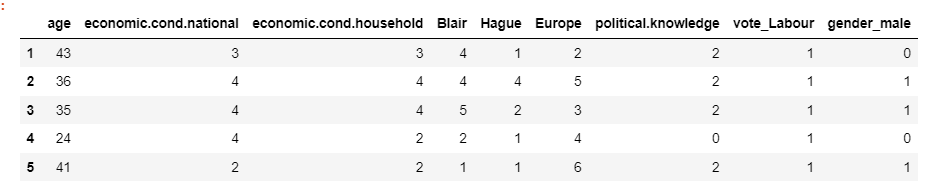 :
age economic.cond.national economic.cond.household Blair Hague Europe political.knowledge vote_Labour gender_male
1 43 3 3 4 1 2 2 1 0
2 36 4 4 4 4 5 2 1 1
3 35 4 4 5 2 3 2 1 1
4 24 4 2 2 1 4 0 1 0
5 41 2 2 1 1 6 2 1 1